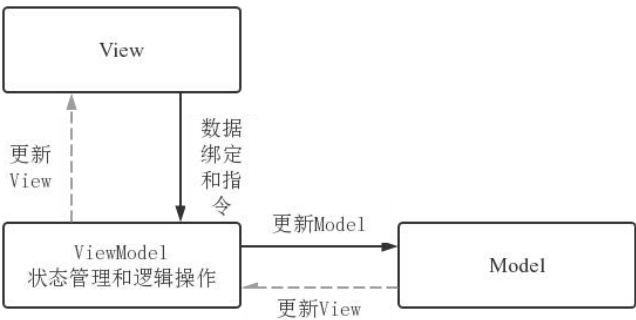 View
数据
绑定
和指
令
更新
View
更新Model
ViewModel
状态管理和逻辑操作
Model
更新View